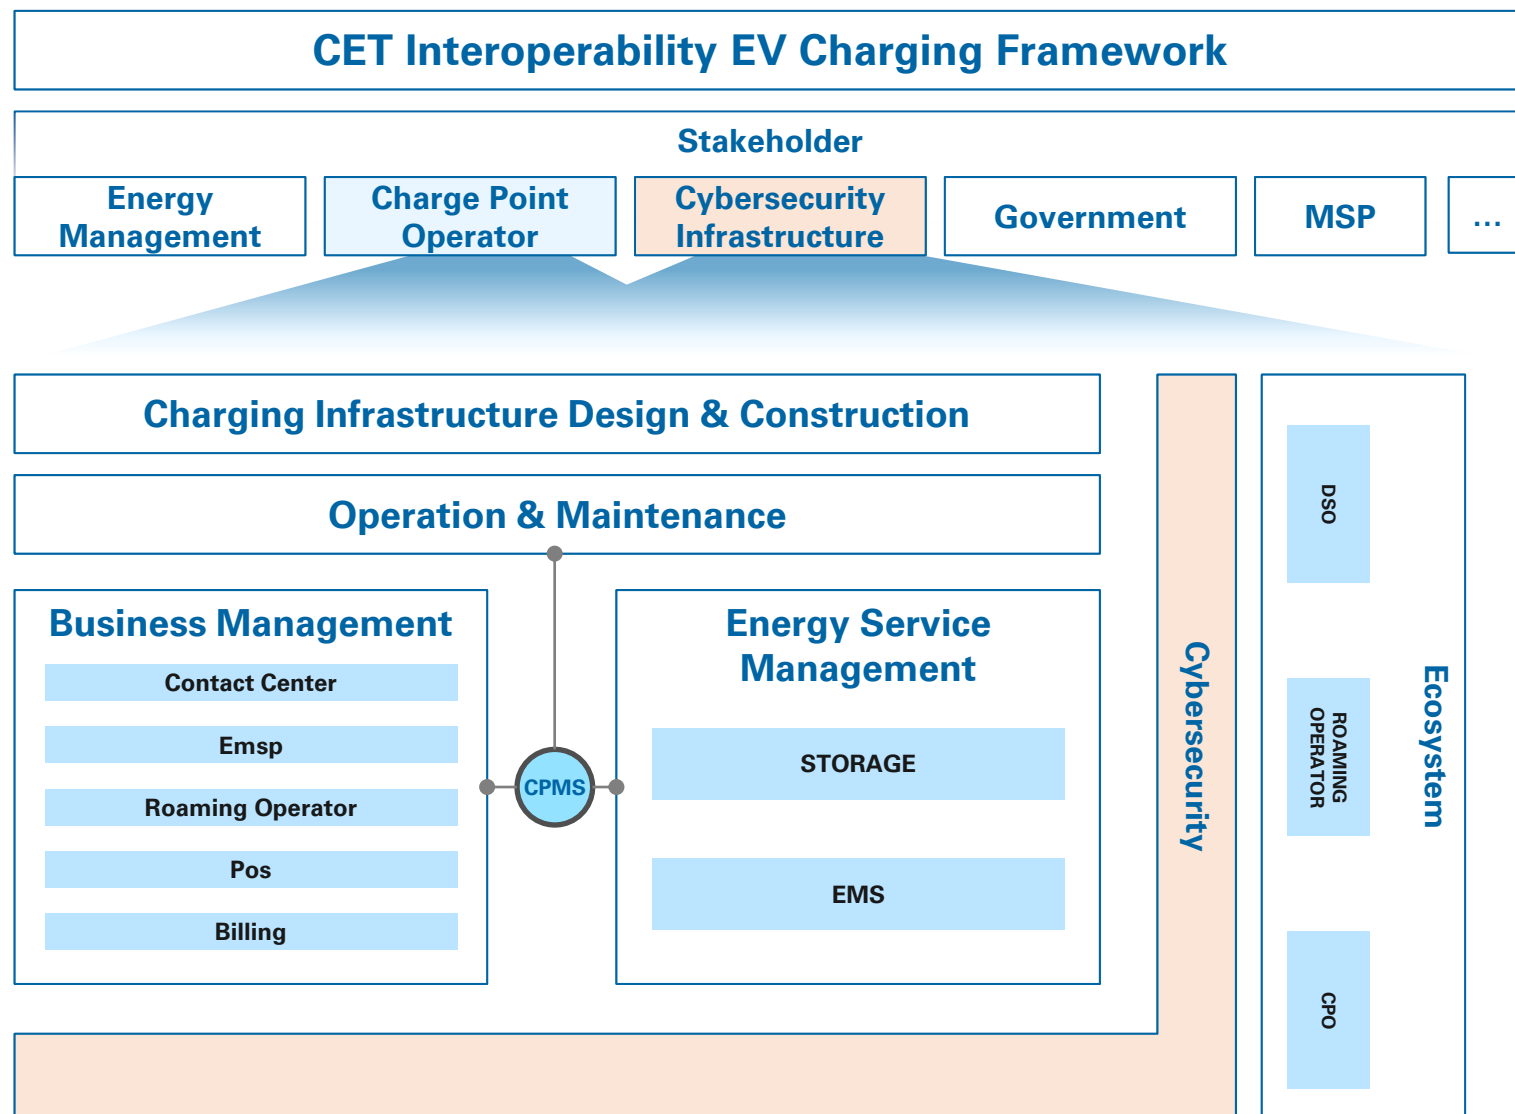 CET Interoperability EV Charging Framework
Stakeholder
Energy
Management
Charge Point
Operator
Cybersecurity
Infrastructure
Government
MSP
...
Charging Infrastructure Design & Construction
Operation & Maintenance
Business Management
Contact Center
Emsp
Roaming Operator
Pos
Billing
CPMS
Energy Service
Management
STORAGE
EMS
Cybersecurity
DSO
ROAMING
OPERATOR
CPO
Ecosystem